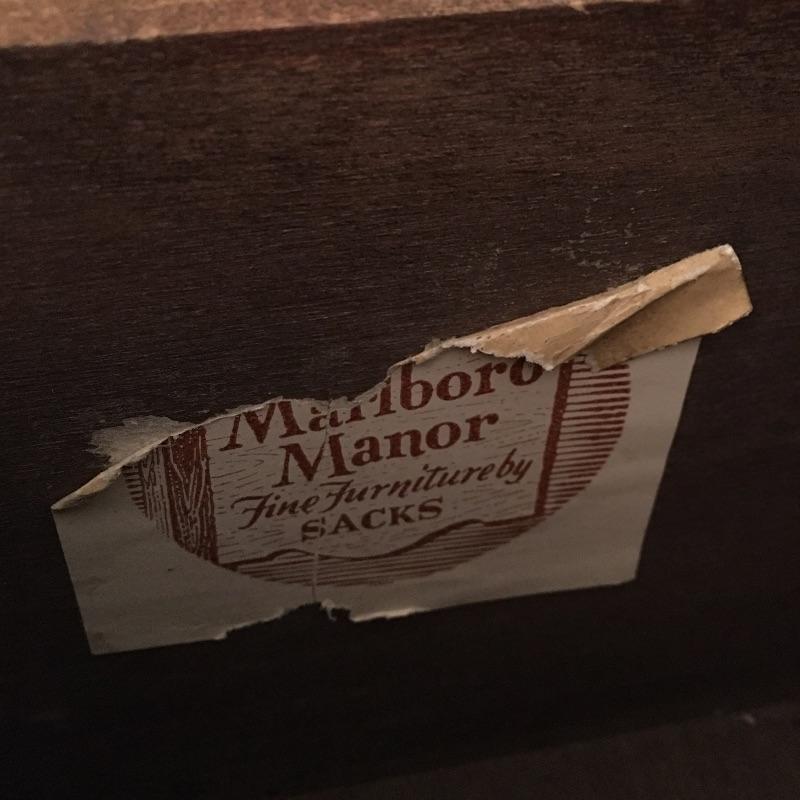 Marlboro
Manor
Fine Furniture by
SACKS